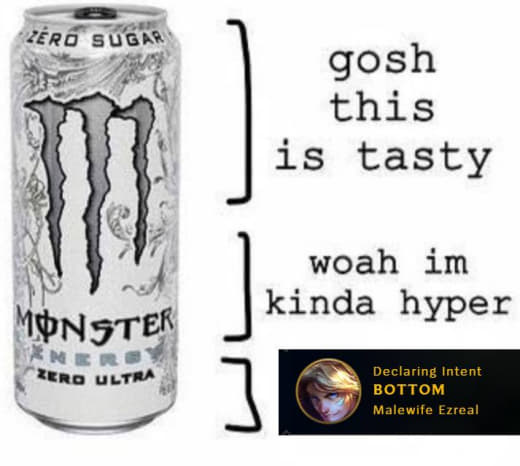 ZERO SUGAR
gosh
this
is tasty
woah im
kinda hyper
MONSTER
ENERGY
ZERO ULTRA
Declaring Intent
BOTTOM
Malewife Ezreal